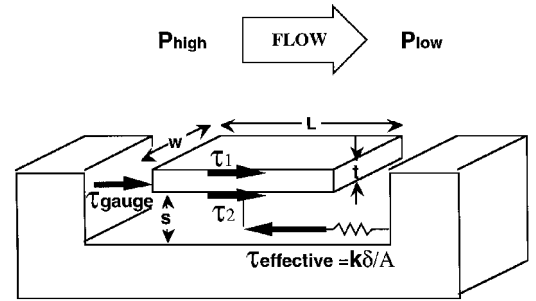 Phigh FLOW Plow
L
w
τ1
t
τgauge
s
τ2
τeffective =kδ/A